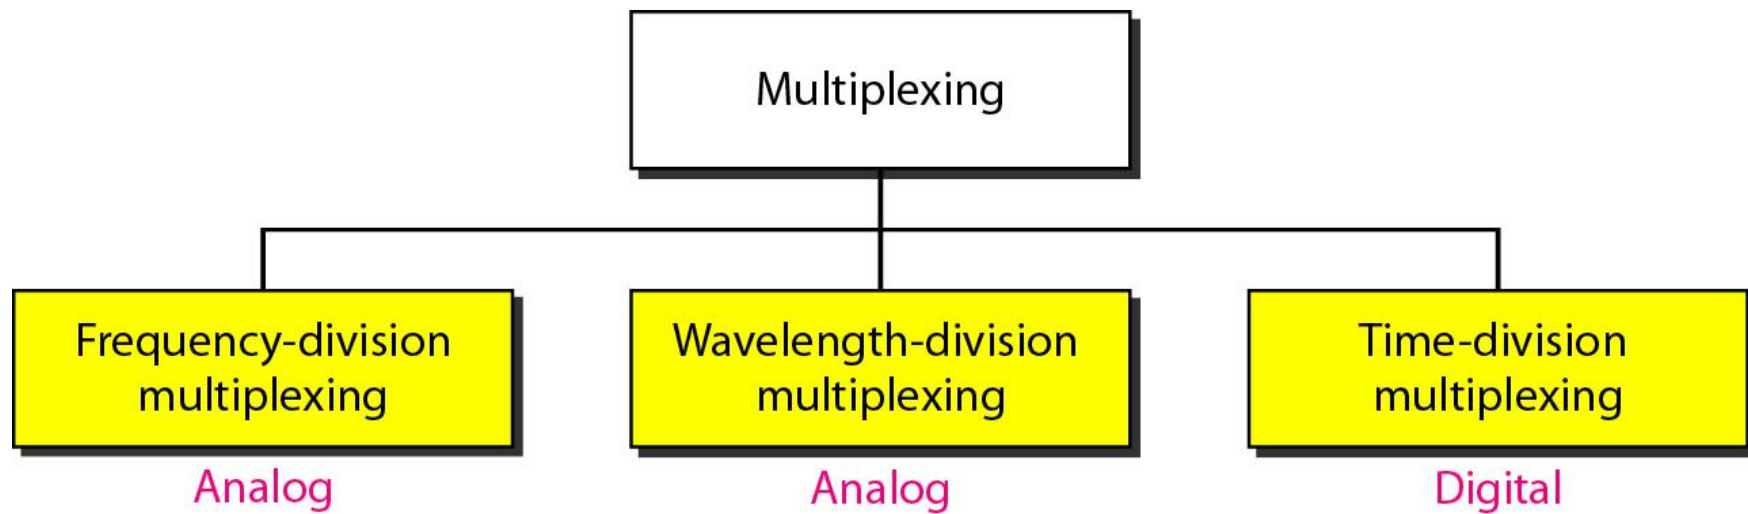 Multiplexing
Frequency-division
multiplexing
Wavelength-division
multiplexing
Time-division
multiplexing
Analog
Analog
Digital